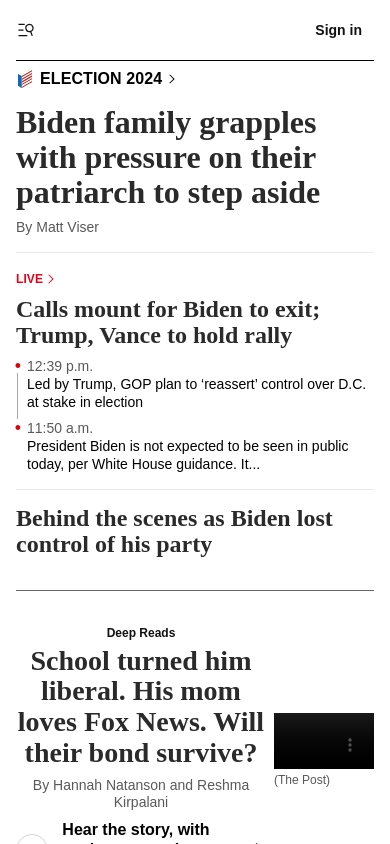 Sign in
ELECTION 2024
Biden family grapples
with pressure on their
patriarch to step aside
By Matt Viser
LIVE
Calls mount for Biden to exit;
Trump, Vance to hold rally
12:39 p.m.
Led by Trump, GOP plan to ‘reassert’ control over D.C.
at stake in election
11:50 a.m.
President Biden is not expected to be seen in public
today, per White House guidance. It...
Behind the scenes as Biden lost
control of his party
Deep Reads
School turned him
liberal. His mom
loves Fox News. Will
their bond survive?
By Hannah Natanson and Reshma
Kirpalani
(The Post)
Hear the story, with